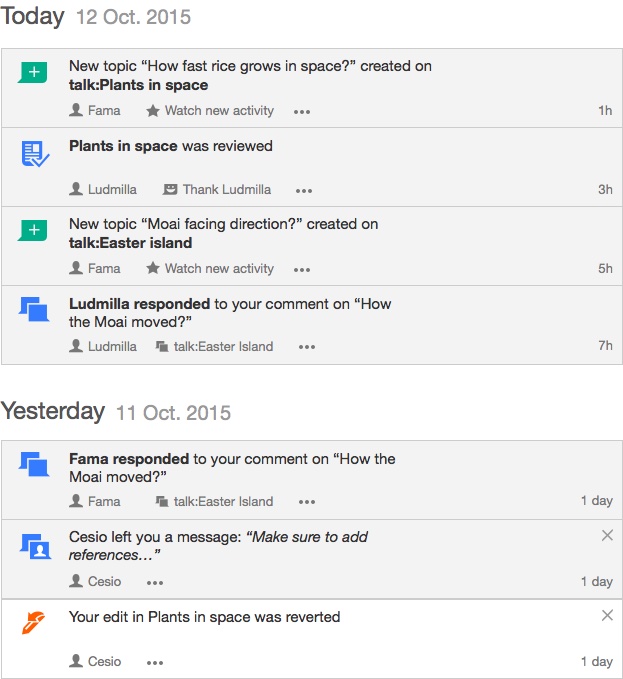 Today 12 Oct. 2015
New topic “How fast rice grows in space?” created on
talk:Plants in space
Fama Watch new activity ••• 1h
Plants in space was reviewed
Ludmilla Thank Ludmilla ••• 3h
New topic “Moai facing direction?” created on
talk:Easter island
Fama Watch new activity ••• 5h
Ludmilla responded to your comment on “How
the Moai moved?”
Ludmilla talk:Easter Island ••• 7h
Yesterday 11 Oct. 2015
Fama responded to your comment on “How the
Moai moved?”
Fama talk:Easter Island ••• 1 day
Cesio left you a message: “Make sure to add
references…”
Cesio ••• 1 day
Your edit in Plants in space was reverted
Cesio ••• 1 day